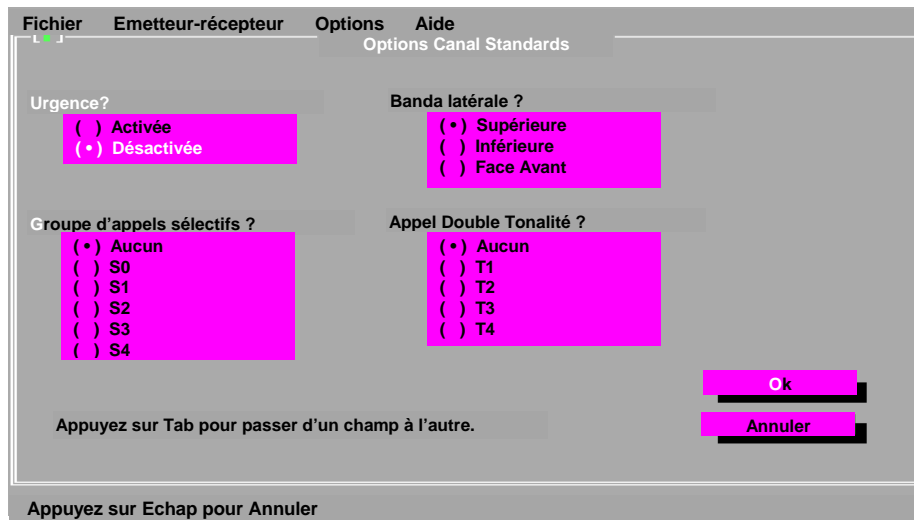 Fichier Emetteur-récepteur Options Aide
[▪]
Options Canal Standards
Urgence?
( ) Activée
(•) Désactivée
Banda latérale ?
(•) Supérieure
( ) Inférieure
( ) Face Avant
Groupe d'appels sélectifs ?
(•) Aucun
( ) S0
( ) S1
( ) S2
( ) S3
( ) S4
Appel Double Tonalité ?
(•) Aucun
( ) T1
( ) T2
( ) T3
( ) T4
Ok
Appuyez sur Tab pour passer d'un champ à l'autre.
Annuler
Appuyez sur Echap pour Annuler